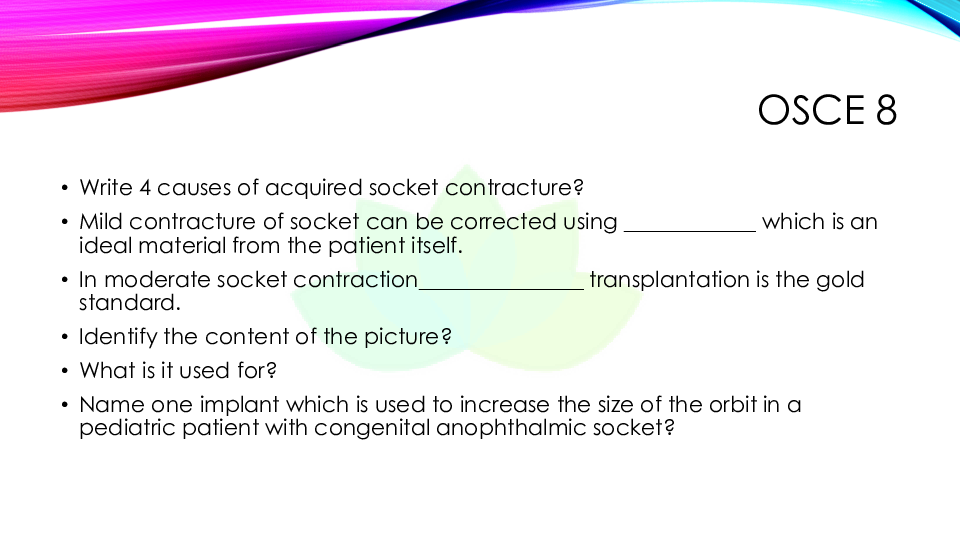 OSCE 8
• Write 4 causes of acquired socket contracture?
• Mild contracture of socket can be corrected using ____________ which is an
ideal material from the patient itself.
• In moderate socket contraction_______________ transplantation is the gold
standard.
• Identify the content of the picture?
• What is it used for?
• Name one implant which is used to increase the size of the orbit in a
pediatric patient with congenital anophthalmic socket?